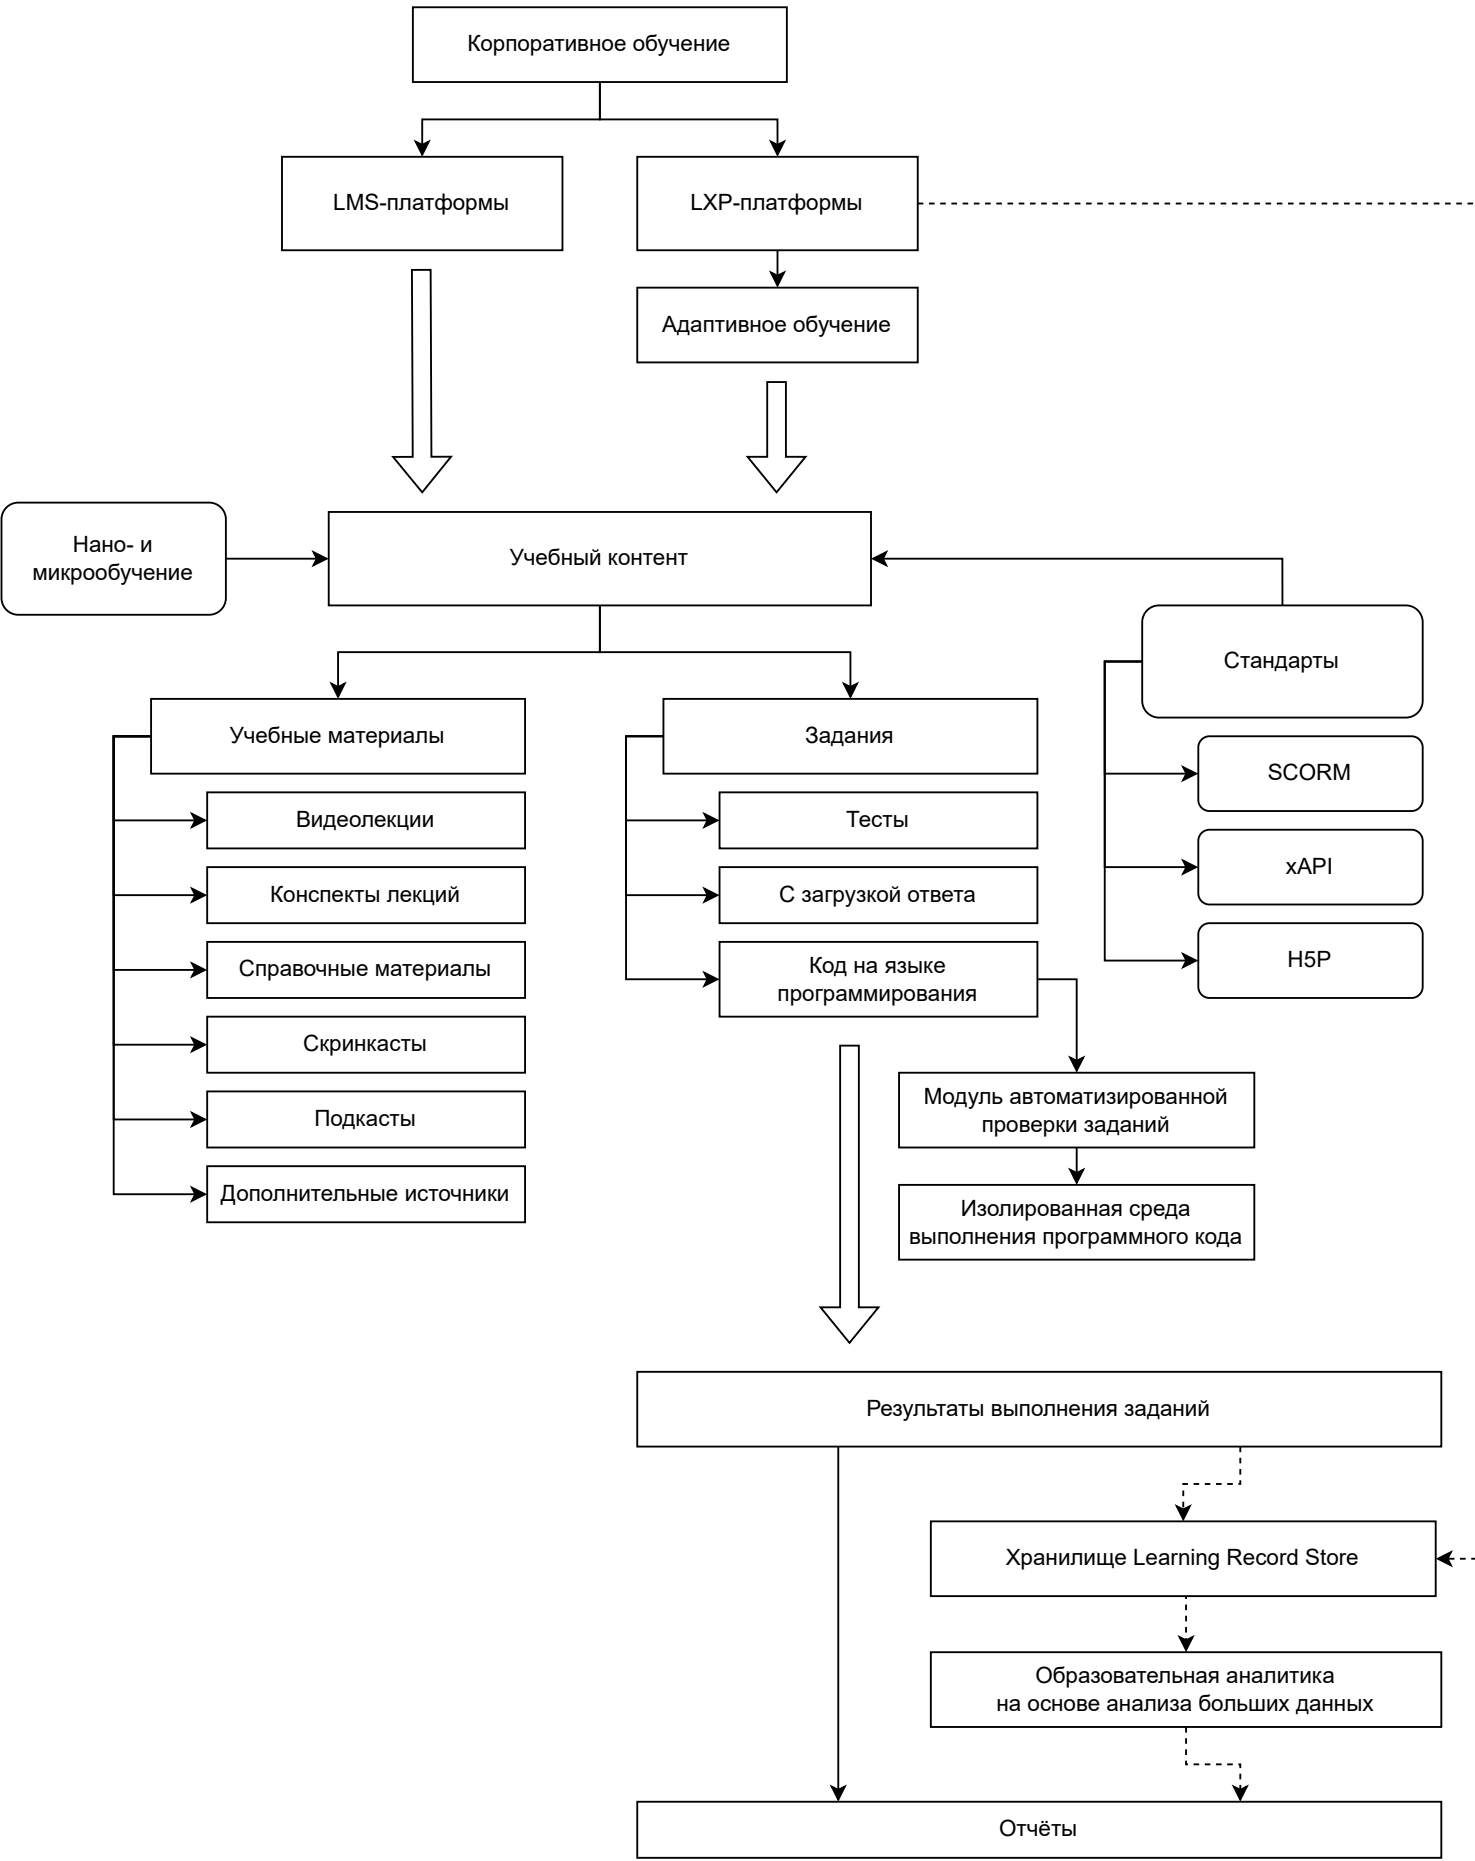 Корпоративное обучение
LMS-платформы
LXP-платформы
Адаптивное обучение
Нано- и
микрообучение
Учебный контент
Стандарты
SCORM
xAPI
H5P
Учебные материалы
Видеолекции
Конспекты лекций
Справочные материалы
Скринкасты
Подкасты
Дополнительные источники
Задания
Тесты
С загрузкой ответа
Код на языке
программирования
Модуль автоматизированной
проверки заданий
Изолированная среда
выполнения программного кода
Результаты выполнения заданий
Хранилище Learning Record Store
Образовательная аналитика
на основе анализа больших данных
Отчёты